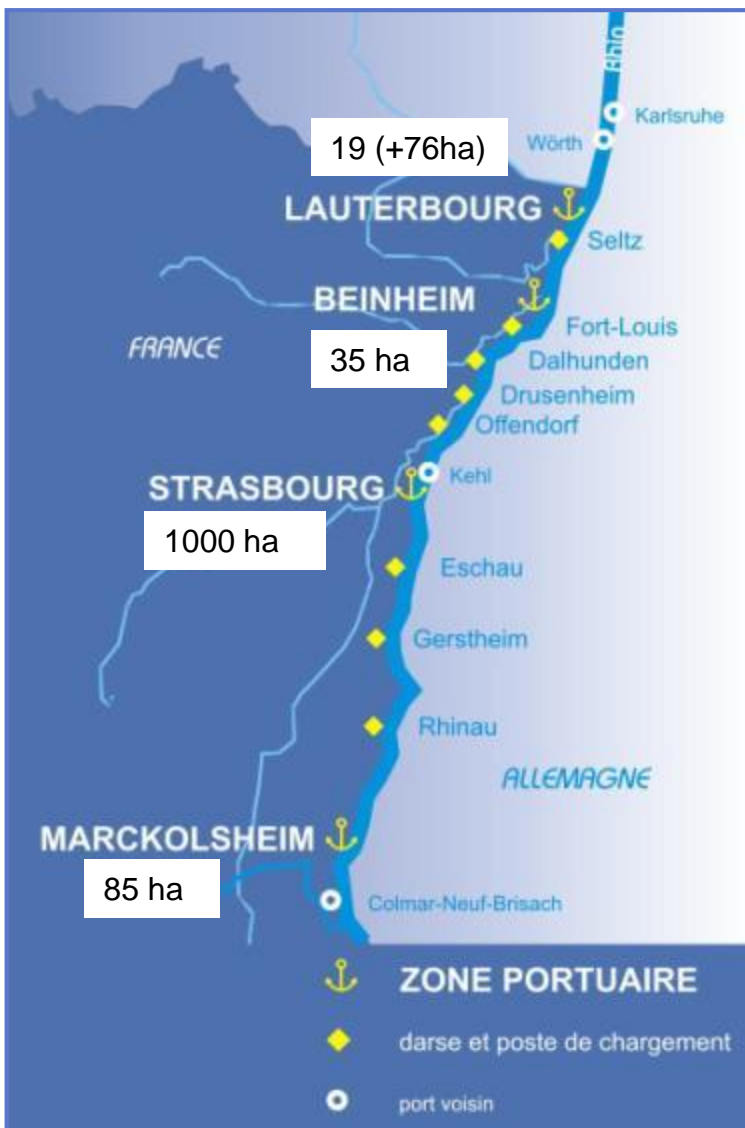 Rhin
Karlsruhe
19 (+76ha)
Wörth
LAUTERBOURG
Seltz
BEINHEIM
Fort-Louis
FRANCE
35 ha
Dalhunden
Drusenheim
Offendorf
STRASBOURG
Kehl
1000 ha
Eschau
Gerstheim
Rhinau
ALLEMAGNE
MARCKOLSHEIM
85 ha
Colmar-Neuf-Brisach
ZONE PORTUAIRE
darse et poste de chargement
port voisin